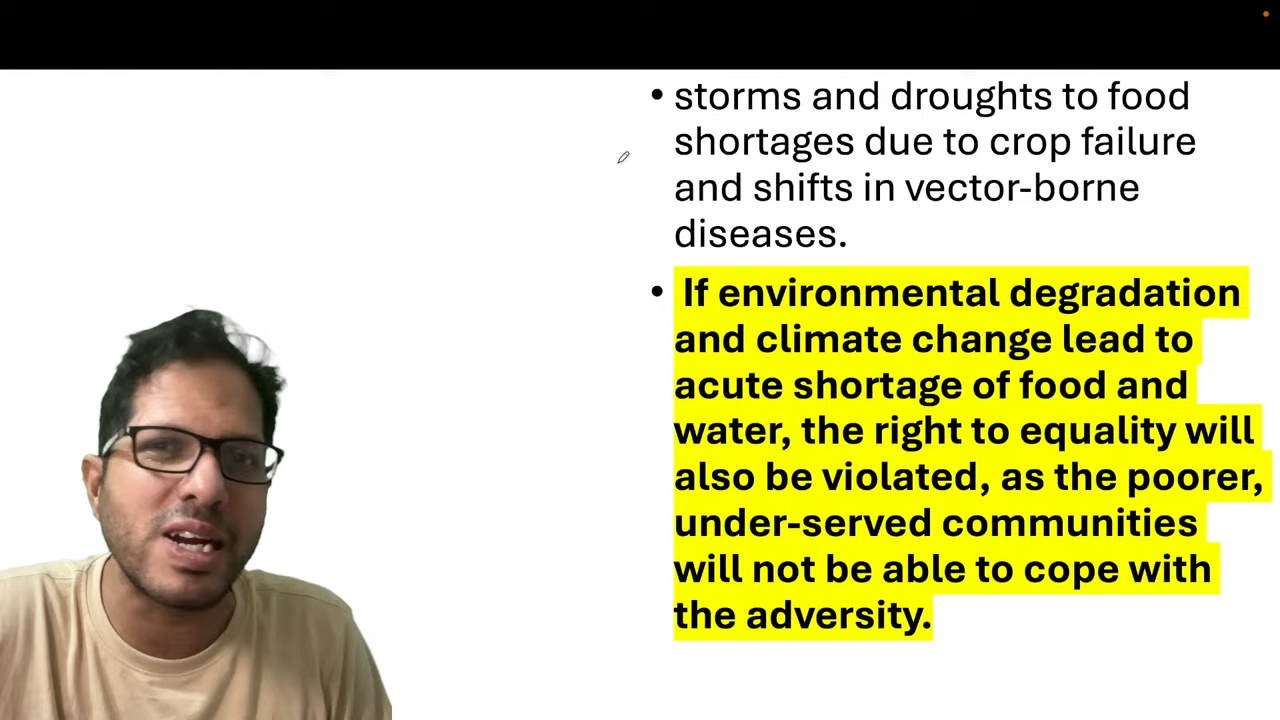 • storms and droughts to food
shortages due to crop failure
and shifts in vector-borne
diseases.
• If environmental degradation
and climate change lead to
acute shortage of food and
water, the right to equality will
also be violated, as the poorer,
under-served communities
will not be able to cope with
the adversity.